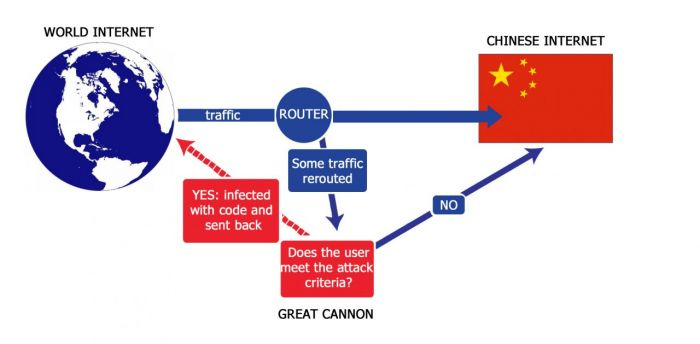 WORLD INTERNET
CHINESE INTERNET
traffic
ROUTER
Some traffic
rerouted
YES: infected
with code and
sent back
NO
Does the user
meet the attack
criteria?
GREAT CANNON